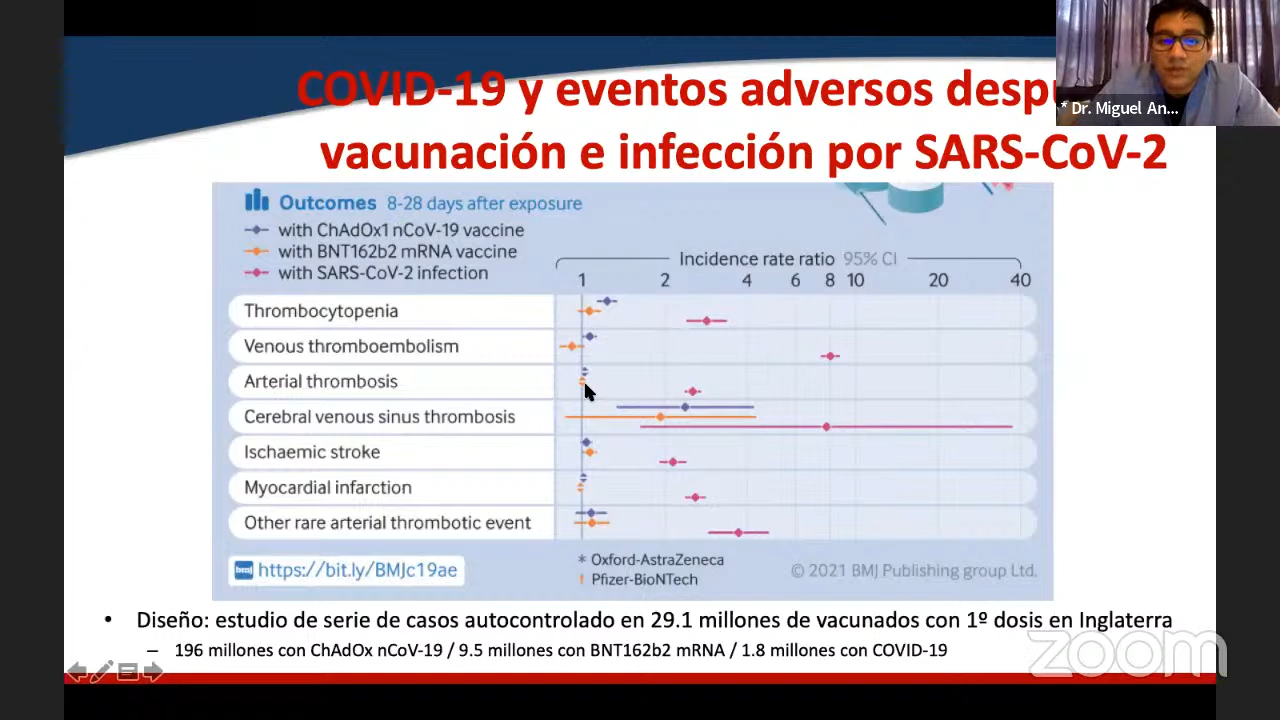 COVID-19 y eventos adversos
vacunación e infección por SARS-CoV-2
* Dr. Miguel An...
Outcomes 8-28 days after exposure
with ChAdOx1 nCoV-19 vaccine
with BNT162b2 mRNA vaccine
with SARS-CoV-2 infection
Incidence rate ratio 95% CI
1 2 4 6 8 10 20 40
Thrombocytopenia
Venous thromboembolism
Arterial thrombosis
Cerebral venous sinus thrombosis
Ischaemic stroke
Myocardial infarction
Other rare arterial thrombotic event
bmj https://bit.ly/BMJc19ae
* Oxford-AstraZeneca
! Pfizer-BioNTech
© 2021 BMJ Publishing group Ltd.
• Diseño: estudio de serie de casos autocontrolado en 29.1 millones de vacunados con 1º dosis en Inglaterra
– 196 millones con ChAdOx nCoV-19 / 9.5 millones con BNT162b2 mRNA / 1.8 millones con COVID-19
zoom